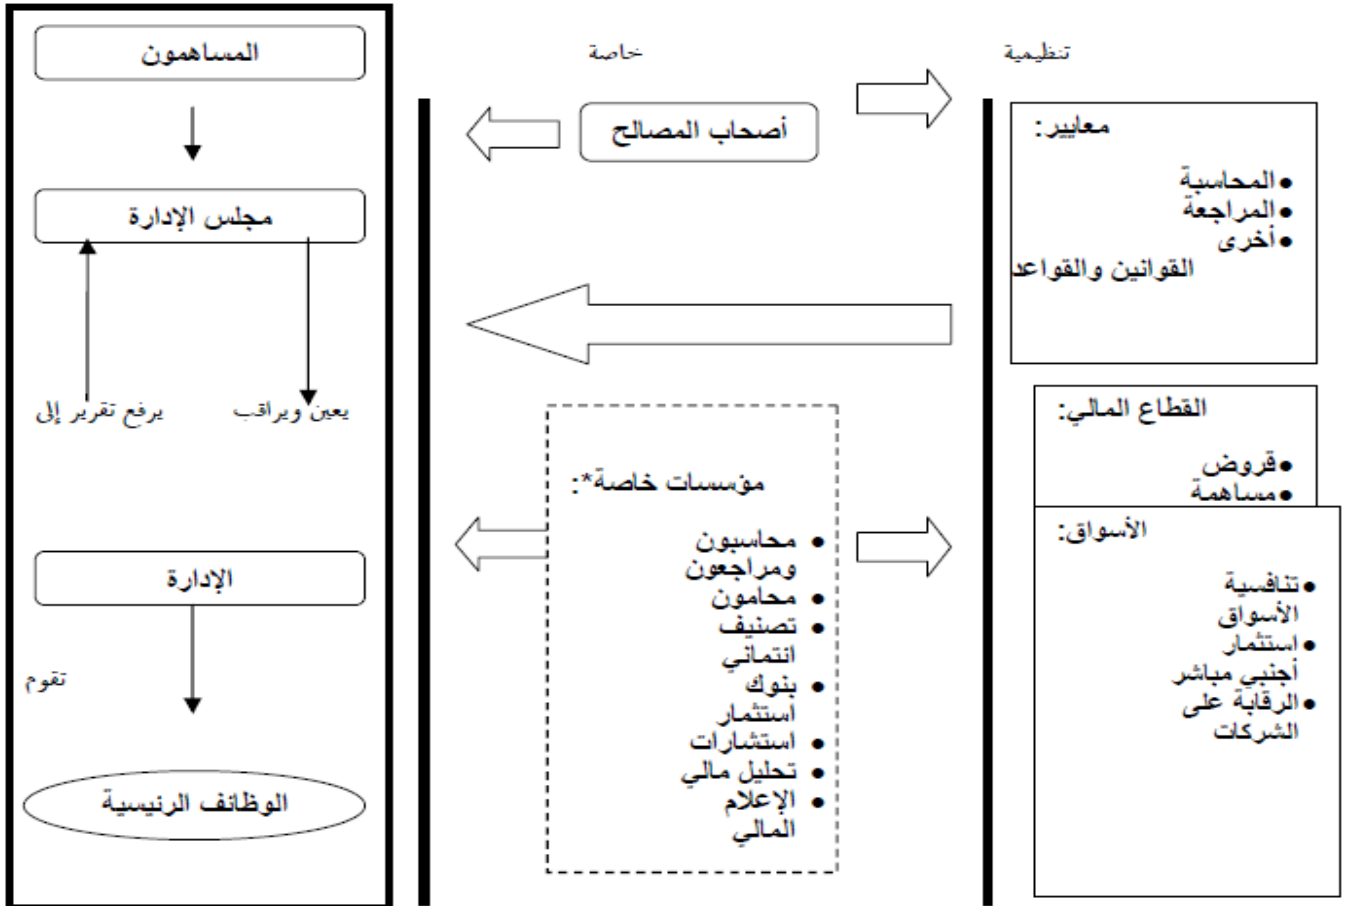 تنظيمية
خاصة
المساهمون
أصحاب المصالح
مجلس الإدارة
يعين ويراقب
يرفع تقرير إلى
الإدارة
تقوم
الوظائف الرئيسية
مؤسسات خاصة*:
• محاسبون
ومراجعون
• محامون
• تصنيف
ائتماني
• بنوك
استثمار
• استشارات
• تحليل مالي
• الإعلام
المالي
معايير:
• المحاسبة
• المراجعة
• أخرى
القوانين والقواعد
القطاع المالي:
• قروض
• مساهمة
الأسواق:
• تنافسية
الأسواق
• استثمار
أجنبي مباشر
• الرقابة على
الشركات